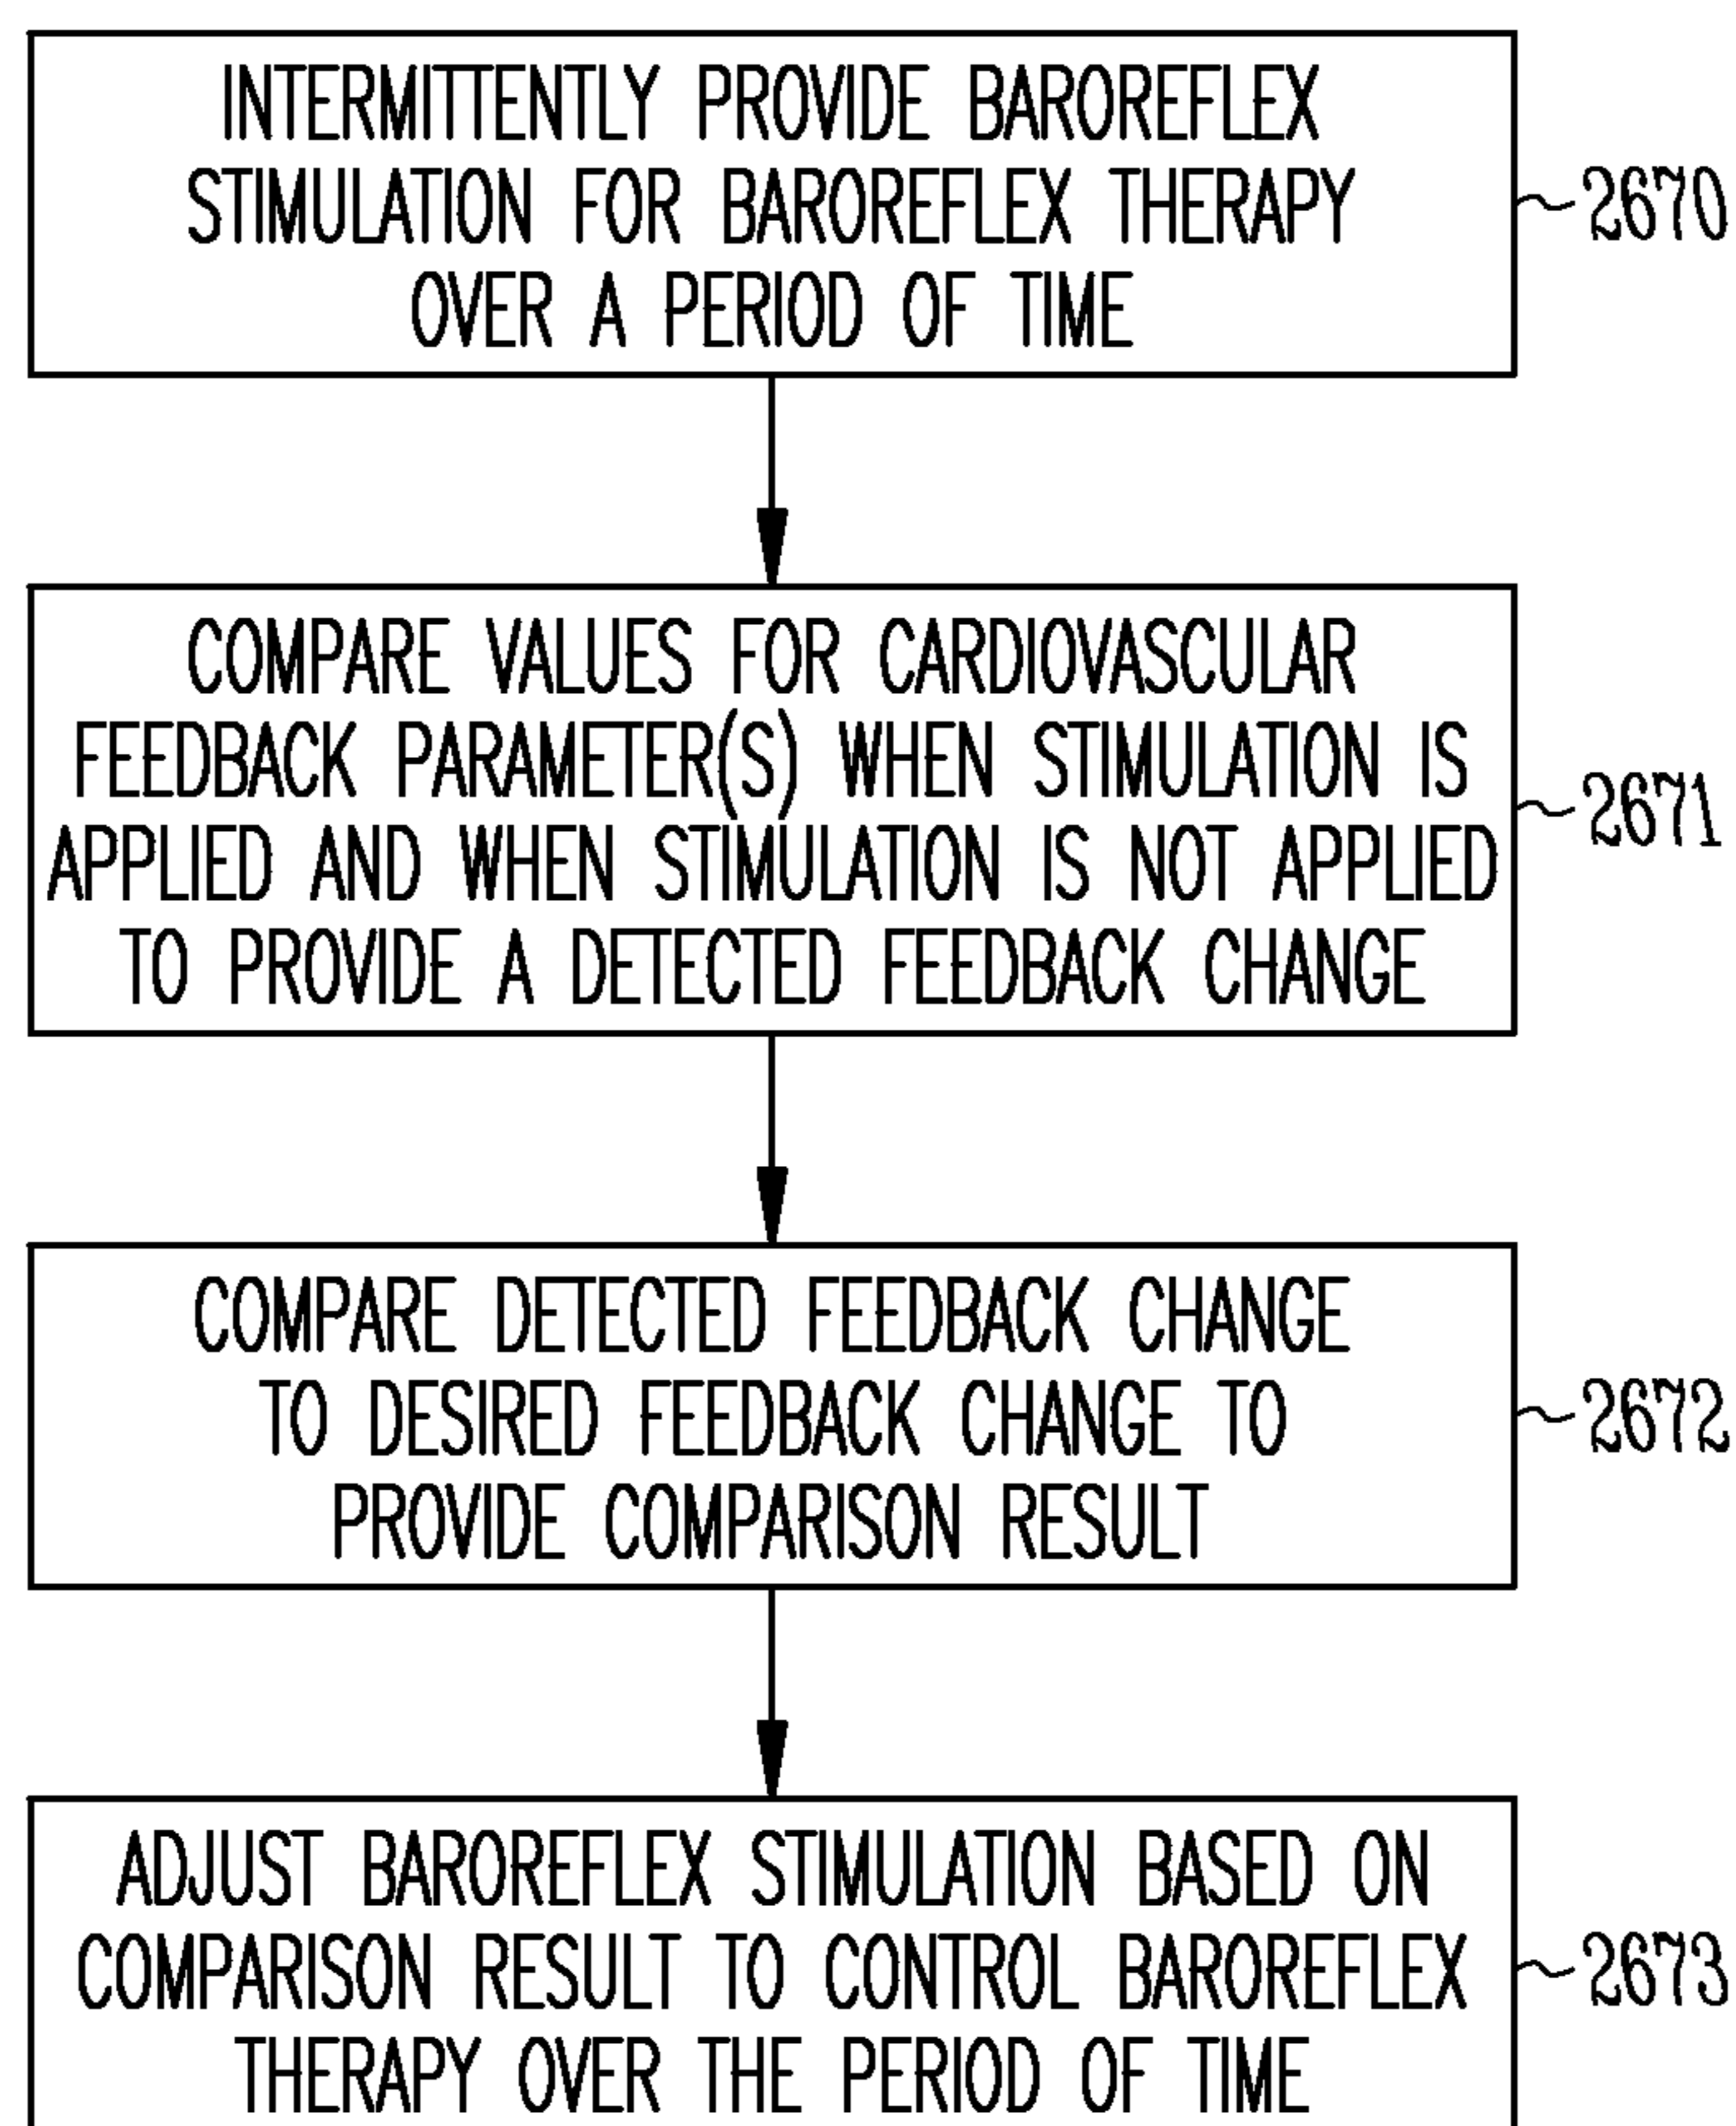 INTERMITTENTLY PROVIDE BAROREFLEX
STIMULATION FOR BAROREFLEX THERAPY
OVER A PERIOD OF TIME
2670
COMPARE VALUES FOR CARDIOVASCULAR
FEEDBACK PARAMETER(S) WHEN STIMULATION IS
APPLIED AND WHEN STIMULATION IS NOT APPLIED
TO PROVIDE A DETECTED FEEDBACK CHANGE
2671
COMPARE DETECTED FEEDBACK CHANGE
TO DESIRED FEEDBACK CHANGE TO
PROVIDE COMPARISON RESULT
2672
ADJUST BAROREFLEX STIMULATION BASED ON
COMPARISON RESULT TO CONTROL BAROREFLEX
THERAPY OVER THE PERIOD OF TIME
2673